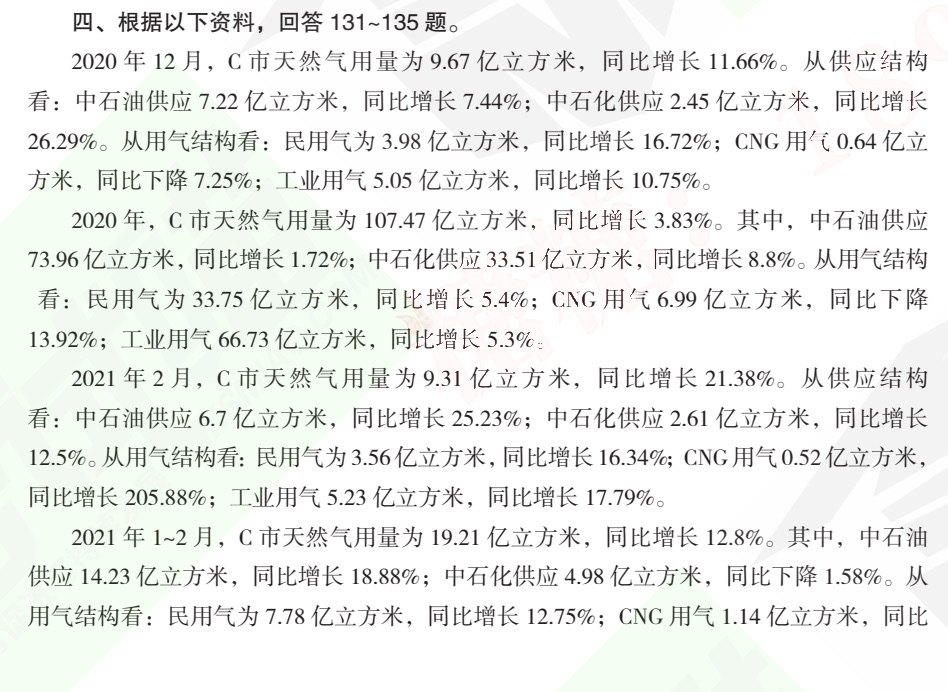 四、根据以下资料，回答 131~135 题。
2020 年 12 月，C 市天然气用量为 9.67 亿立方米，同比增长 11.66%。从供应结构
看：中石油供应 7.22 亿立方米，同比增长 7.44%；中石化供应 2.45 亿立方米，同比增长
26.29%。从用气结构看：民用气为 3.98 亿立方米，同比增长 16.72%；CNG 用气 0.64 亿立
方米，同比下降 7.25%；工业用气 5.05 亿立方米，同比增长 10.75%。
2020 年，C 市天然气用量为 107.47 亿立方米，同比增长 3.83%。其中，中石油供应
73.96 亿立方米，同比增长 1.72%；中石化供应 33.51 亿立方米，同比增长 8.8%。从用气结构
看：民用气为 33.75 亿立方米，同比增长 5.4%；CNG 用气 6.99 亿立方米，同比下降
13.92%；工业用气 66.73 亿立方米，同比增长 5.3%。
2021 年 2 月，C 市天然气用量为 9.31 亿立方米，同比增长 21.38%。从供应结构
看：中石油供应 6.7 亿立方米，同比增长 25.23%；中石化供应 2.61 亿立方米，同比增长
12.5%。从用气结构看：民用气为 3.56 亿立方米，同比增长 16.34%；CNG 用气 0.52 亿立方米，
同比增长 205.88%；工业用气 5.23 亿立方米，同比增长 17.79%。
2021 年 1~2 月，C 市天然气用量为 19.21 亿立方米，同比增长 12.8%。其中，中石油
供应 14.23 亿立方米，同比增长 18.88%；中石化供应 4.98 亿立方米，同比下降 1.58%。从
用气结构看：民用气为 7.78 亿立方米，同比增长 12.75%；CNG 用气 1.14 亿立方米，同比